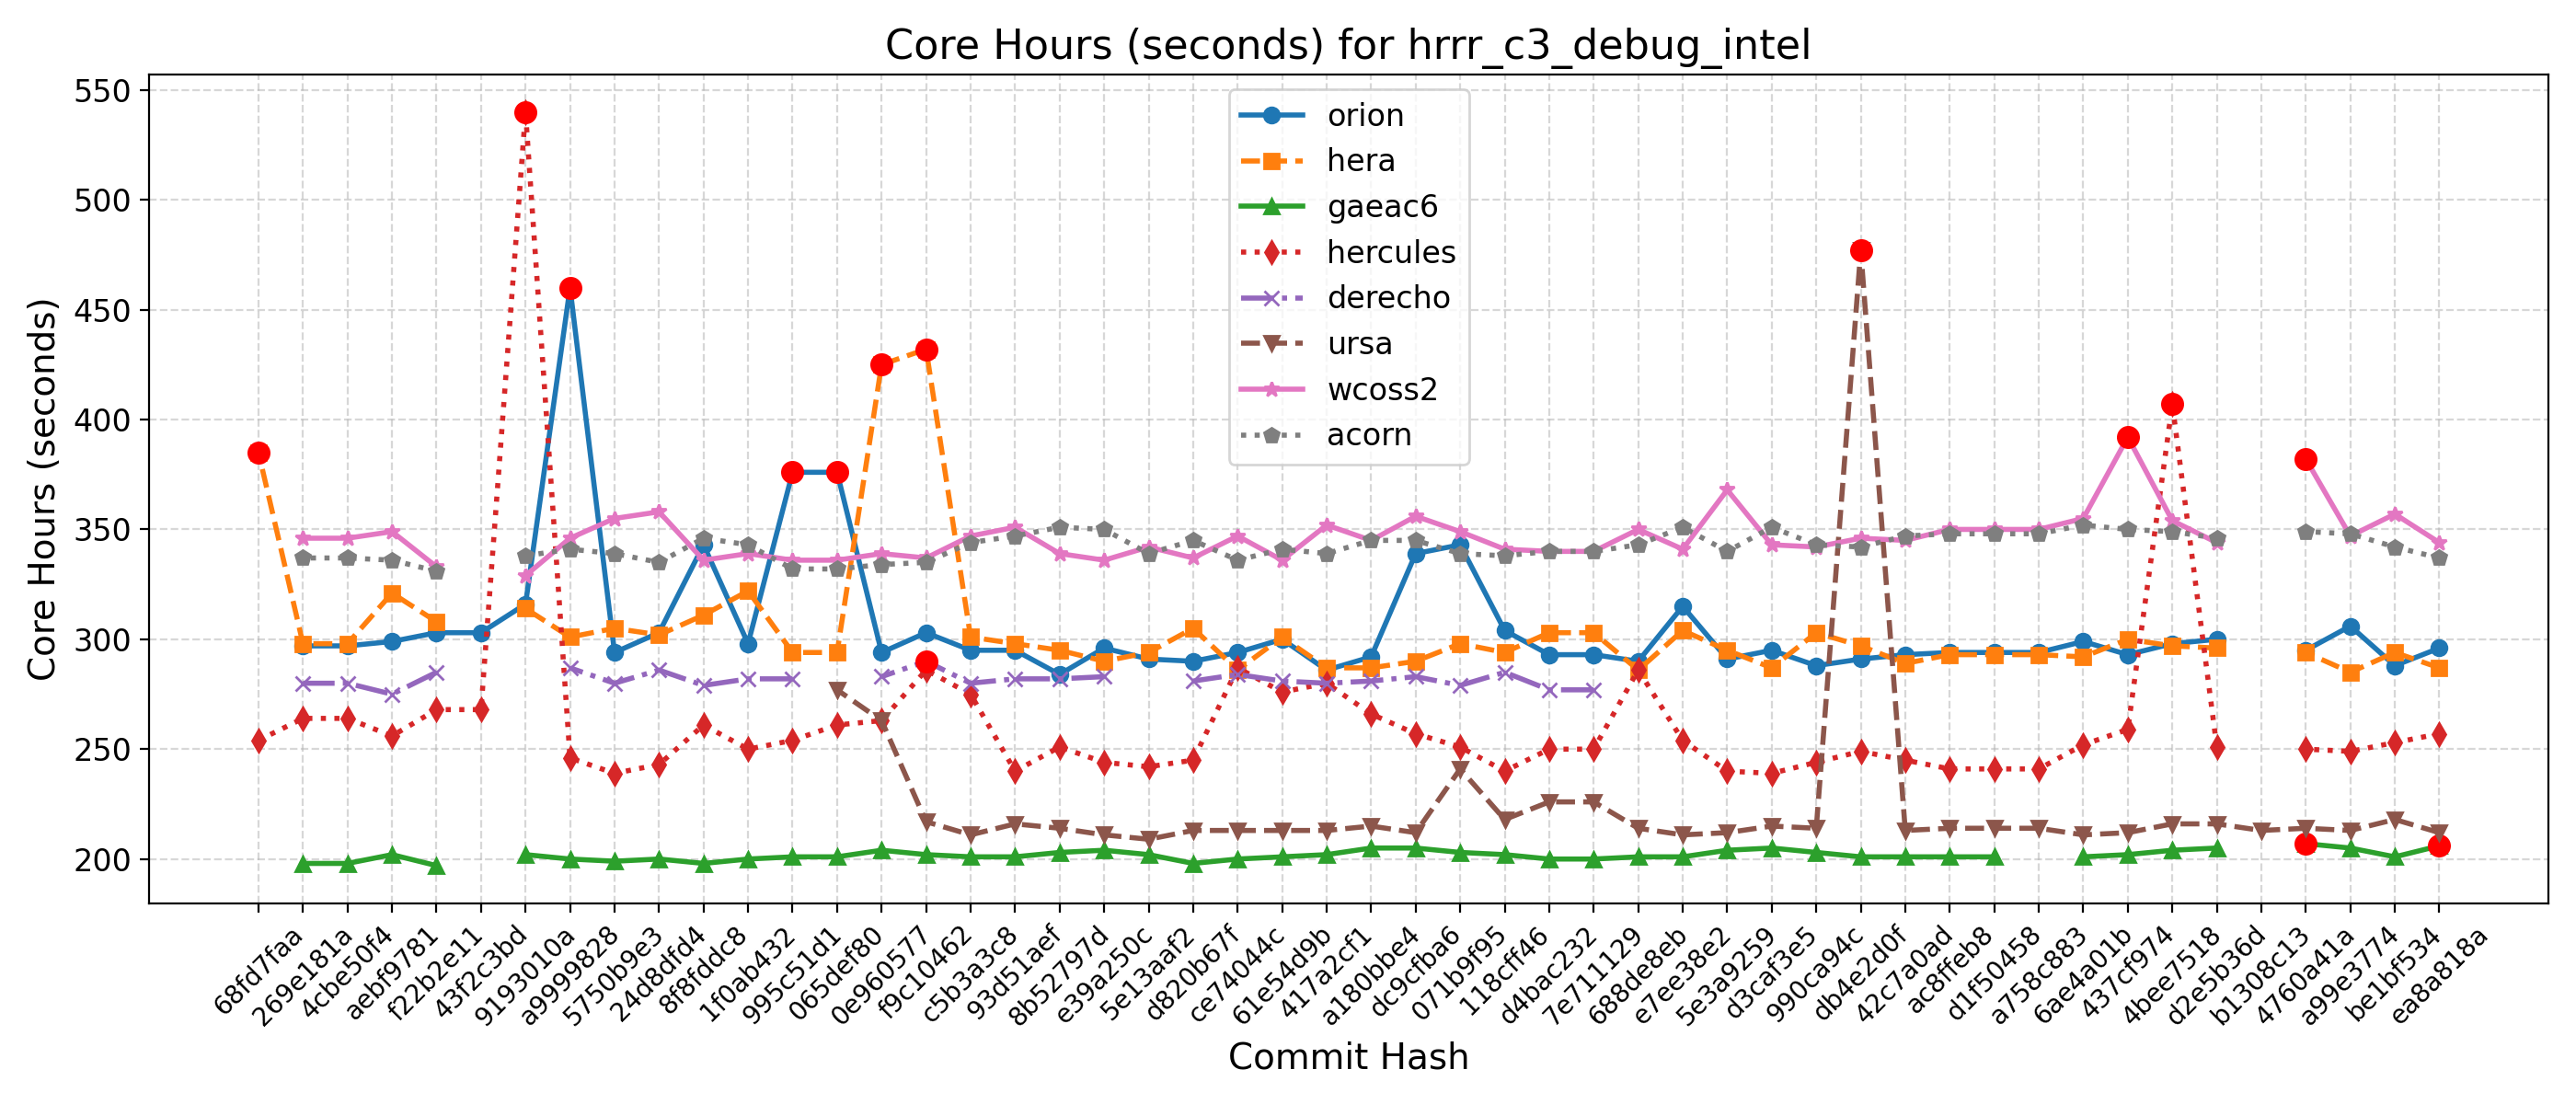 Core Hours (seconds) for hrrr_c3_debug_intel
Core Hours (seconds)
550
500
450
400
350
300
250
200
orion
hera
gaeac6
hercules
derecho
ursa
wcoss2
acorn
68fd7faa
269e181a
4cbe50f4
aebf9781
f22b2e11
43f2c3bd
9193010a
a9999828
5750b9e3
24d8dfd4
8f8fddc8
1f0ab432
995c51d1
065def80
0e960577
f9c10462
c5b3a3c8
93d51aef
8b52797d
e39a250c
5e13aaf2
d820b67f
ce74044c
61e54d9b
417a2cf1
a180bbe4
dc9cfba6
071b9f95
118cff46
d4bac232
7e711129
688de8eb
e7ee38e2
5e3a9259
d3caf3e5
990ca94c
db4e2d0f
42c7a0ad
ac8ffeb8
d1f50458
a758c883
6ae4a01b
437cf974
4bee7518
d2e5b36d
b1308c13
4760a41a
a99e3774
be1bf534
ea8a818a
Commit Hash